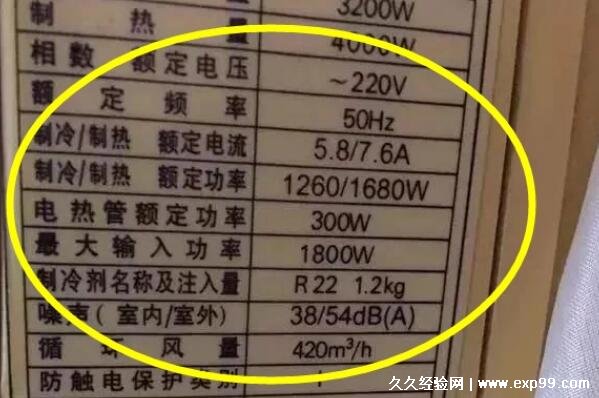 3200W
制热量 4000W
相数 额定电压 ~220V
额定频率 50Hz
制冷/制热 额定电流 5.8/7.6A
制冷/制热 额定功率 1260/1680W
电热管额定功率 300W
最大输入功率 1800W
制冷剂名称及注入量 R22 1.2kg
噪声(室内/室外) 38/54dB(A)
循环风量 420m³/h
防触电保护类别 I
久久经验网 | www.exp99.com